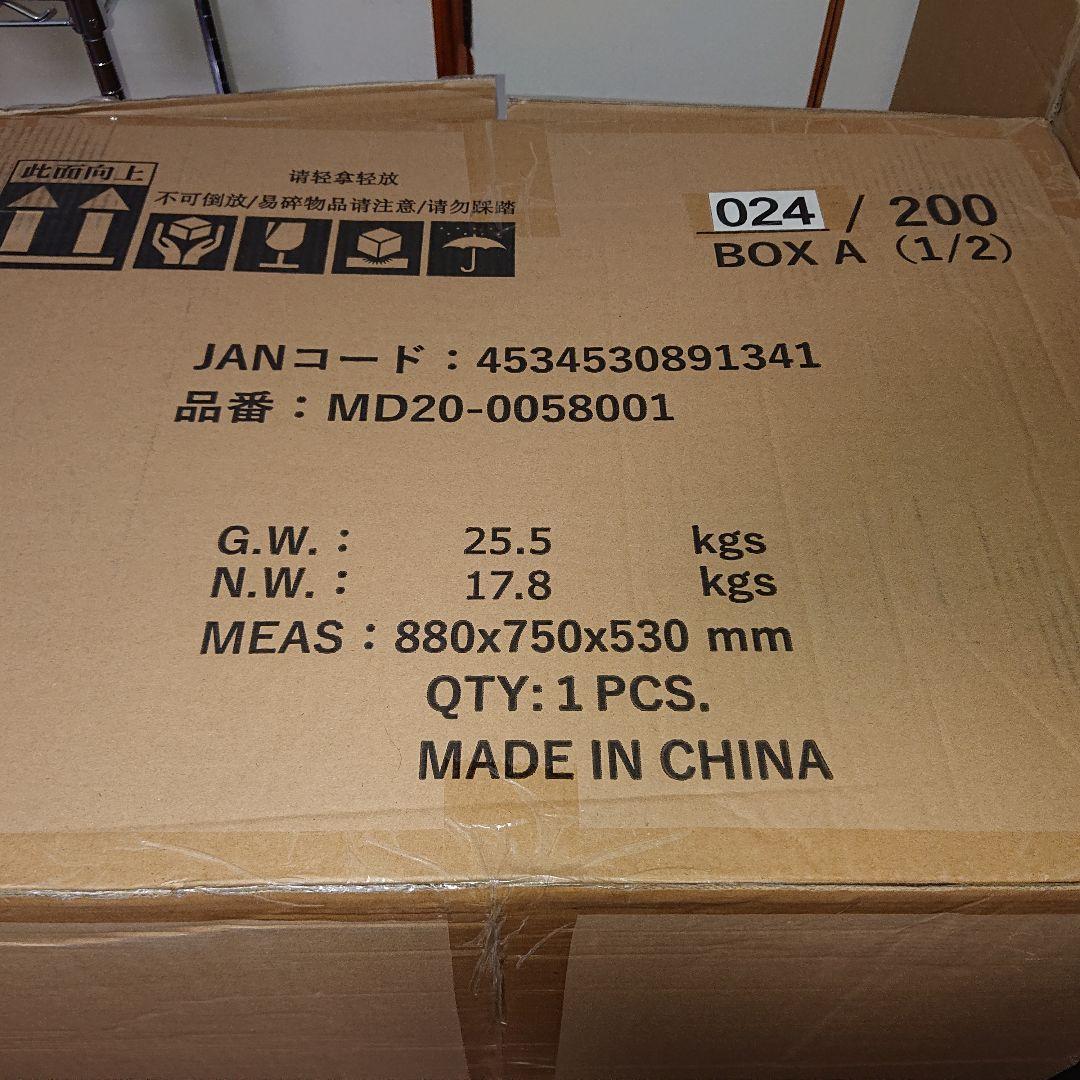 此面向上
请轻拿轻放
不可倒放/易碎物品请注意/请勿踩踏
024 / 200
BOX A (1/2)
JANコード：4534530891341
品番：MD20-0058001
G.W.： 25.5 kgs
N.W.： 17.8 kgs
MEAS：880x750x530 mm
QTY: 1 PCS.
MADE IN CHINA